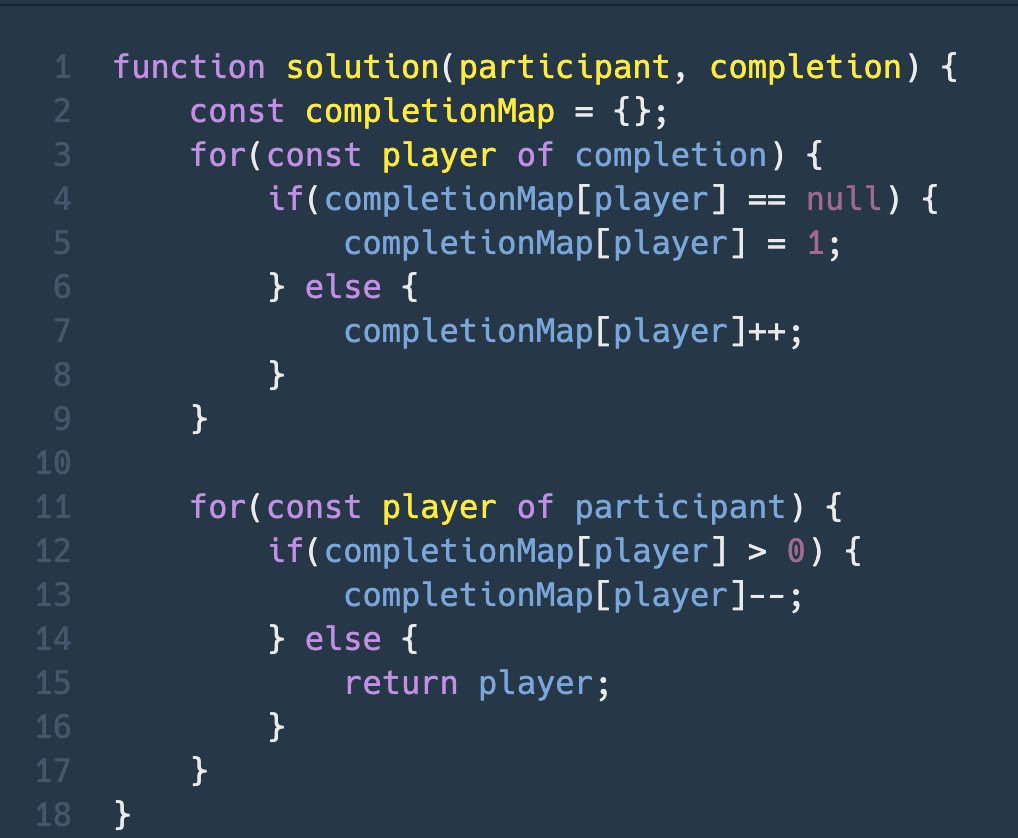 1 function solution(participant, completion) {
2     const completionMap = {};
3     for(const player of completion) {
4         if(completionMap[player] == null) {
5             completionMap[player] = 1;
6         } else {
7             completionMap[player]++;
8         }
9     }
10
11     for(const player of participant) {
12         if(completionMap[player] > 0) {
13             completionMap[player]--;
14         } else {
15             return player;
16         }
17     }
18 }